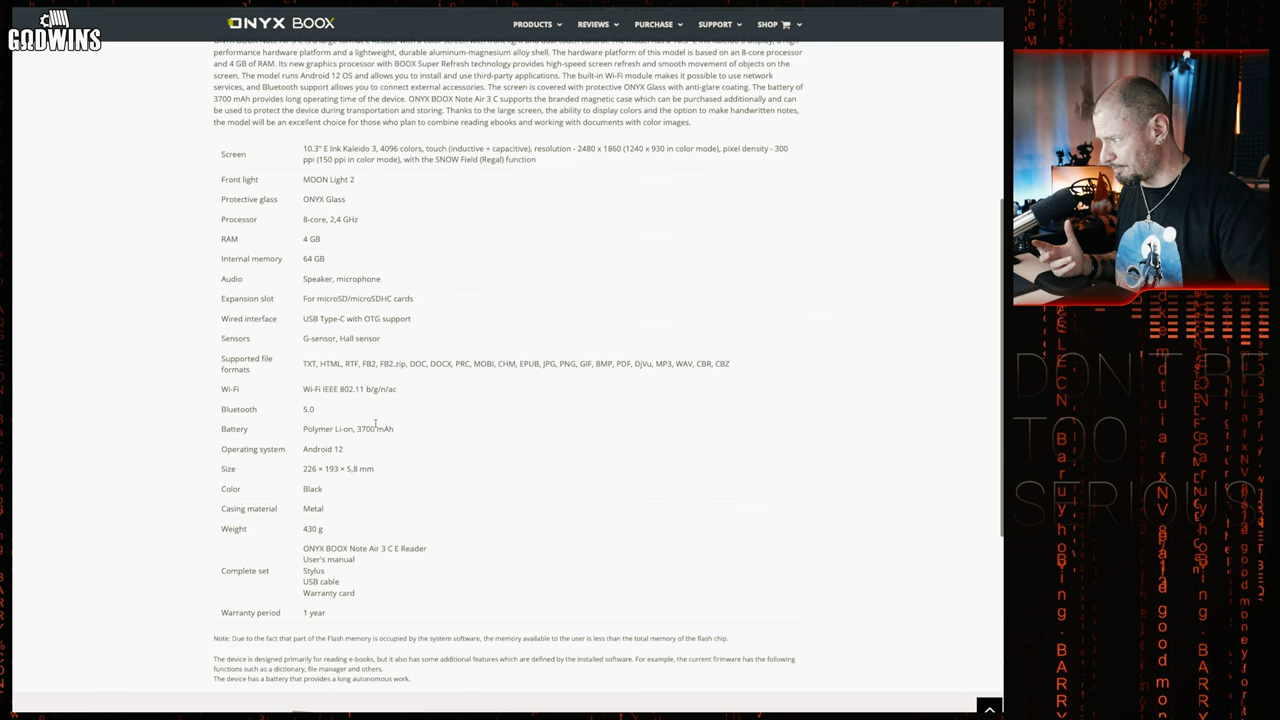 GODWINS
ONYX BOOX
PRODUCTS
REVIEWS
PURCHASE
SUPPORT
SHOP
performance hardware platform and a lightweight, durable aluminum-magnesium alloy shell. The hardware platform of this model is based on an 8-core processor
and 4 GB of RAM. Its new graphics processor with BOOX Super Refresh technology provides high-speed screen refresh and smooth movement of objects on the
screen. The model runs Android 12 OS and allows you to install and use third-party applications. The built-in Wi-Fi module makes it possible to use network
services, and Bluetooth support allows you to connect external accessories. The screen is covered with protective ONYX Glass with anti-glare coating. The battery of
3700 mAh provides long operating time of the device. ONYX BOOX Note Air 3 C supports the branded magnetic case which can be purchased additionally and can
be used to protect the device during transportation and storing. Thanks to the large screen, the ability to display colors and the option to make handwritten notes,
the model will be an excellent choice for those who plan to combine reading ebooks and working with documents with color images.
Screen
10.3" E Ink Kaleido 3, 4096 colors, touch (inductive + capacitive), resolution - 2480 x 1860 (1240 x 930 in color mode), pixel density - 300
ppi (150 ppi in color mode), with the SNOW Field (Regal) function
Front light
MOON Light 2
Protective glass
ONYX Glass
Processor
8-core, 2,4 GHz
RAM
4 GB
Internal memory
64 GB
Audio
Speaker, microphone
Expansion slot
For microSD/microSDHC cards
Wired interface
USB Type-C with OTG support
Sensors
G-sensor, Hall sensor
Supported file
formats
TXT, HTML, RTF, FB2, FB2.zip, DOC, DOCX, PRC, MOBI, CHM, EPUB, JPG, PNG, GIF, BMP, PDF, DjVu, MP3, WAV, CBR, CBZ
Wi-Fi
Wi-Fi IEEE 802.11 b/g/n/ac
Bluetooth
5.0
Battery
Polymer Li-on, 3700 mAh
Operating system
Android 12
Size
226 × 193 × 5,8 mm
Color
Black
Casing material
Metal
Weight
430 g
Complete set
ONYX BOOX Note Air 3 C E Reader
User's manual
Stylus
USB cable
Warranty card
Warranty period
1 year
Note: Due to the fact that part of the Flash memory is occupied by the system software, the memory available to the user is less than the total memory of the flash chip.
The device is designed primarily for reading e-books, but it also has some additional features which are defined by the installed software. For example, the current firmware has the following
functions such as a dictionary, file manager and others.
The device has a battery that provides a long autonomous work.
DON'T BE
TOO
SERIOUS